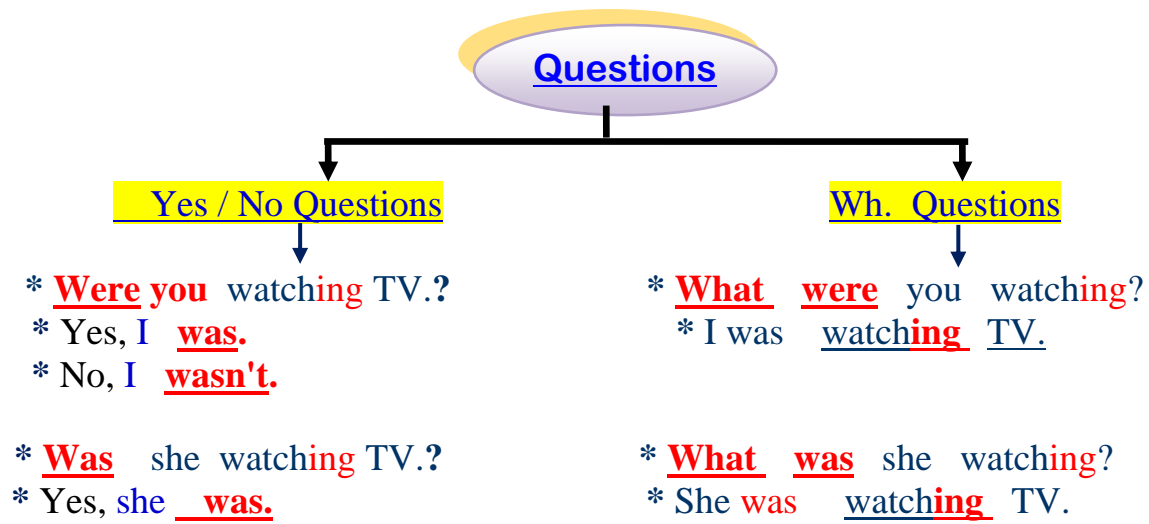 Questions
Yes / No Questions
* Were you watching TV.?
* Yes, I was.
* No, I wasn't.
* Was she watching TV.?
* Yes, she was.
Wh. Questions
* What were you watching?
* I was watching TV.
* What was she watching?
* She was watching TV.